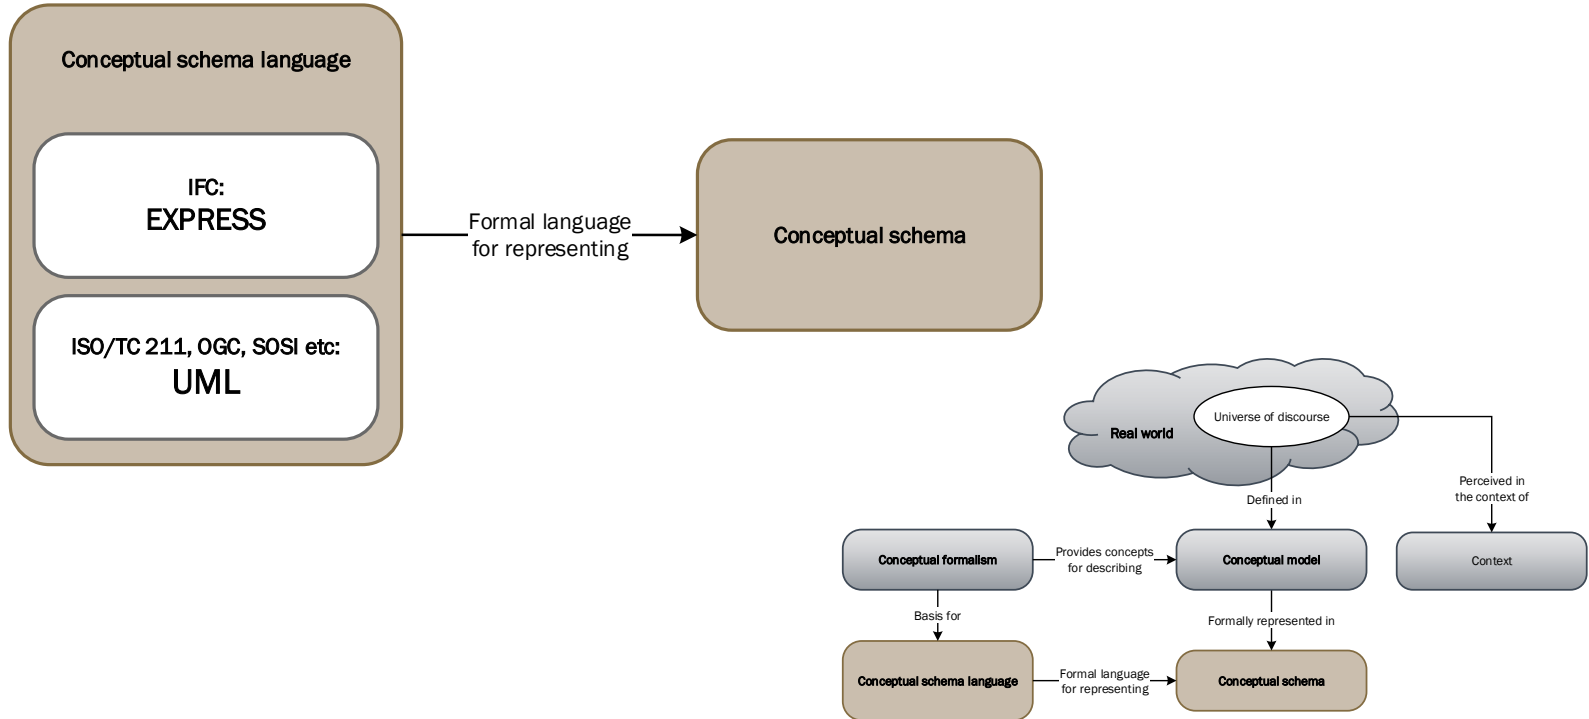 Conceptual schema language
IFC:
EXPRESS
ISO/TC 211, OGC, SOSI etc:
UML
Formal language
for representing
Conceptual schema
Real world
Universe of discourse
Defined in
Perceived in
the context of
Conceptual formalism
Provides concepts
for describing
Conceptual model
Context
Basis for
Formally represented in
Conceptual schema language
Formal language
for representing
Conceptual schema